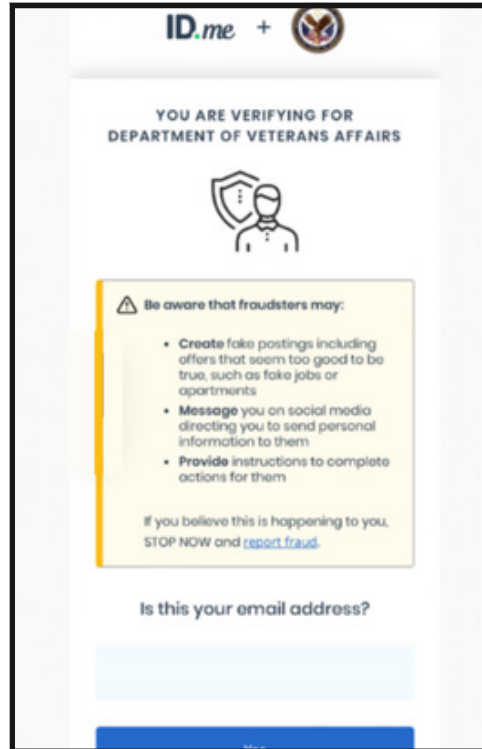 ID.me +
YOU ARE VERIFYING FOR
DEPARTMENT OF VETERANS AFFAIRS
Be aware that fraudsters may:
• Create fake postings including
offers that seem too good to be
true, such as fake jobs or
apartments
• Message you on social media
directing you to send personal
information to them
• Provide instructions to complete
actions for them
If you believe this is happening to you,
STOP NOW and report fraud.
Is this your email address?
Yes